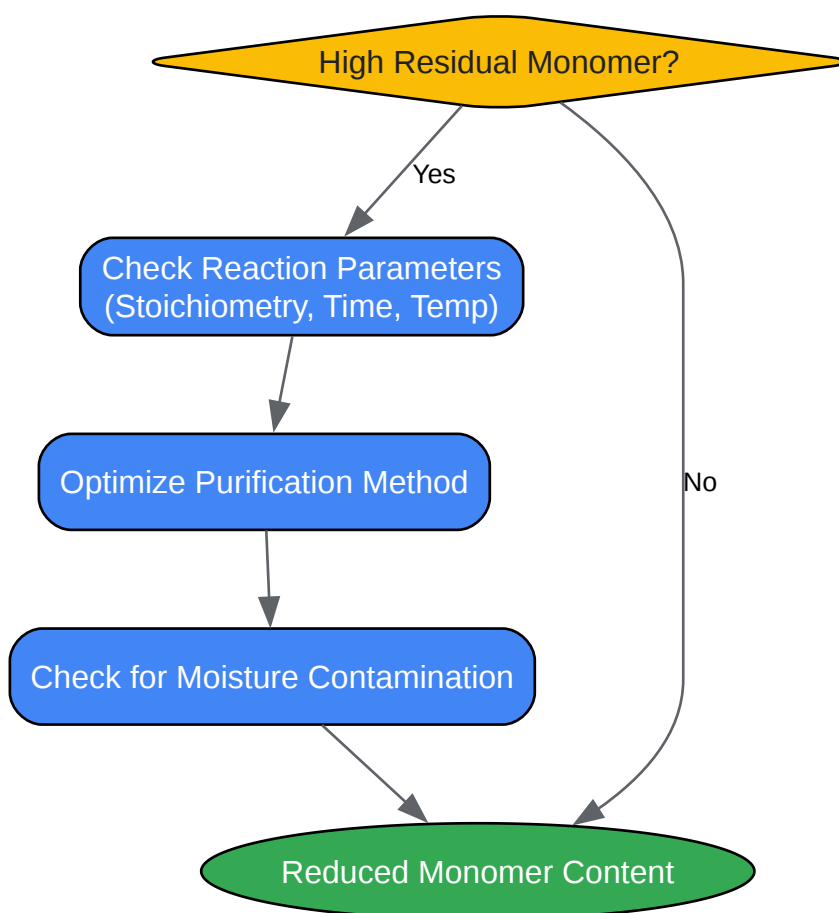 High Residual Monomer?
Yes
Check Reaction Parameters
(Stoichiometry, Time, Temp)
Optimize Purification Method
No
Check for Moisture Contamination
Reduced Monomer Content